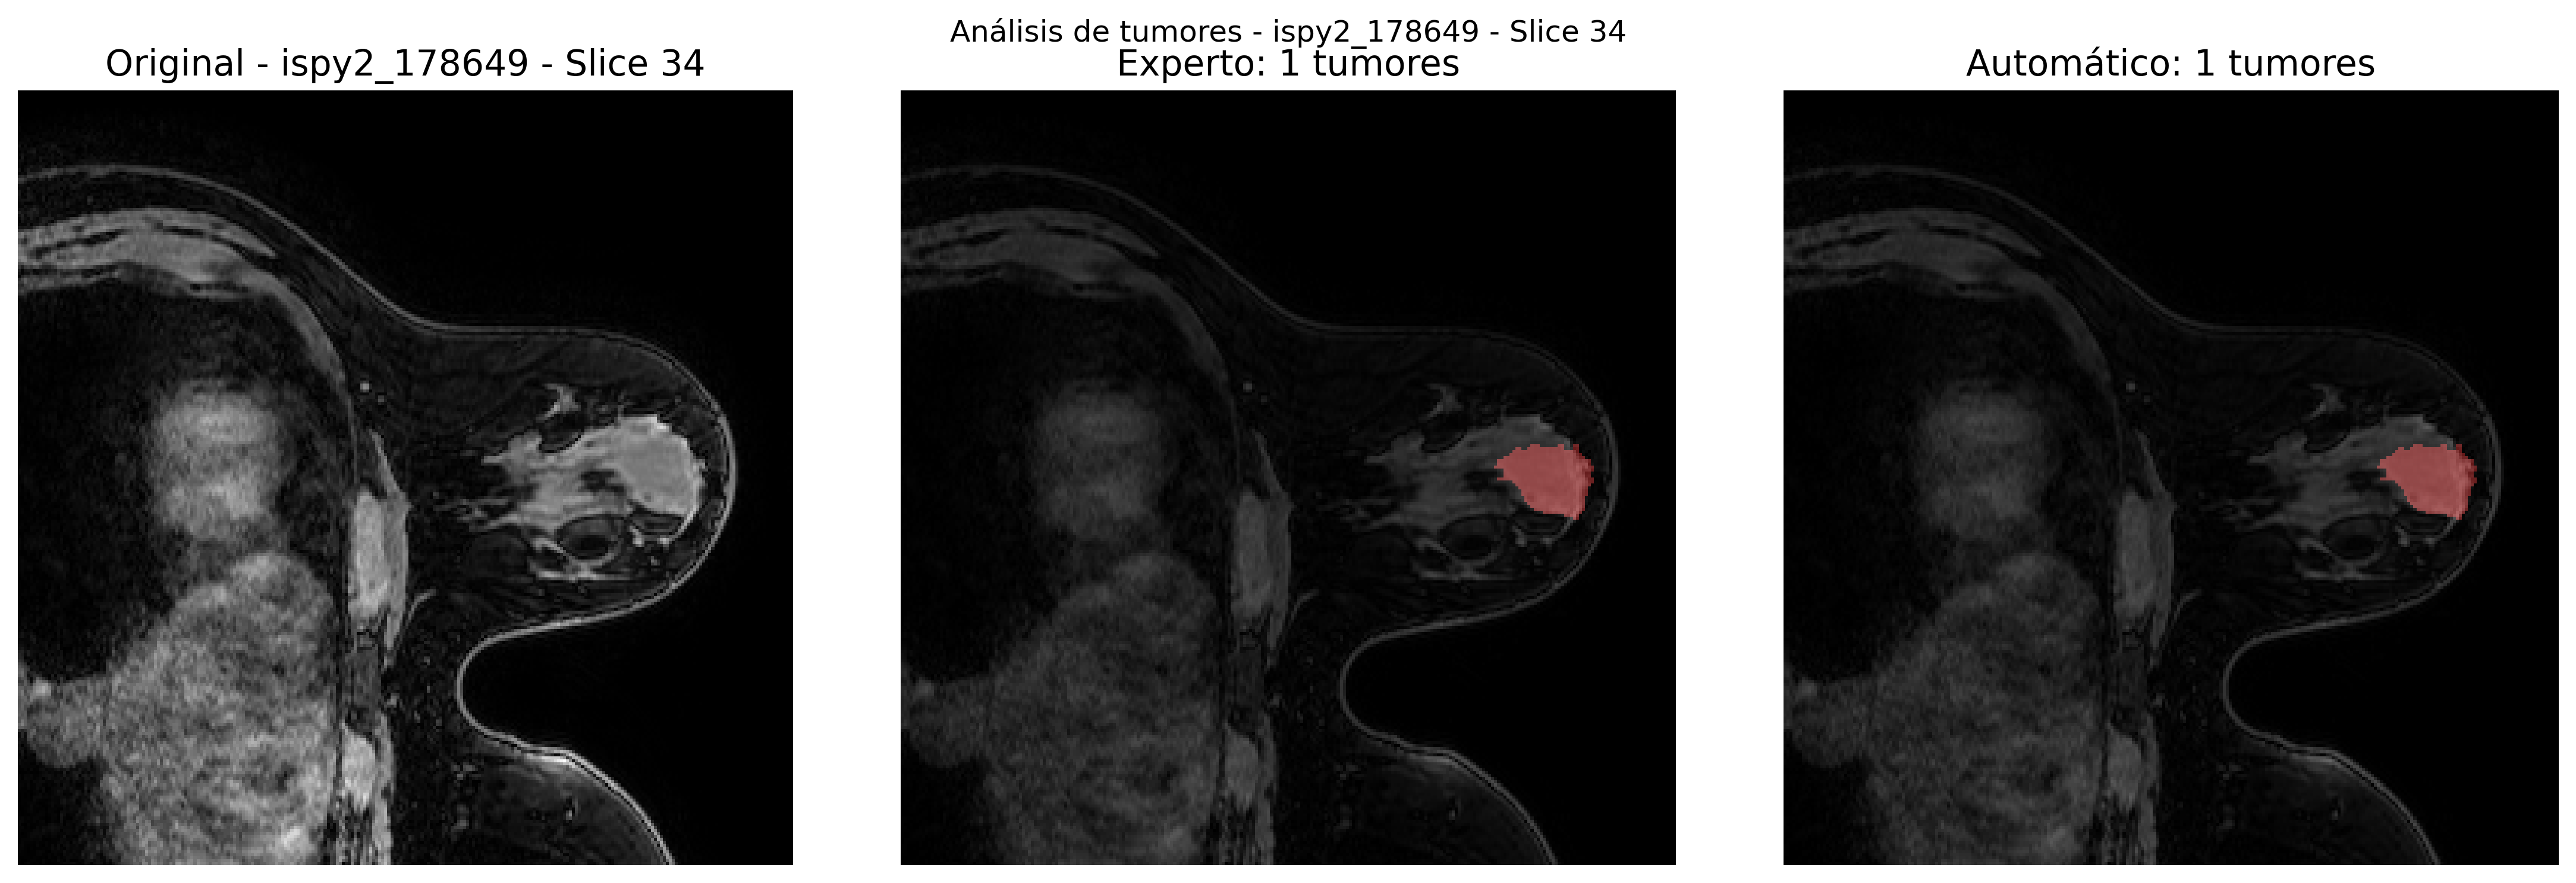 Análisis de tumores - ispy2_178649 - Slice 34
Original - ispy2_178649 - Slice 34
Experto: 1 tumores
Automático: 1 tumores